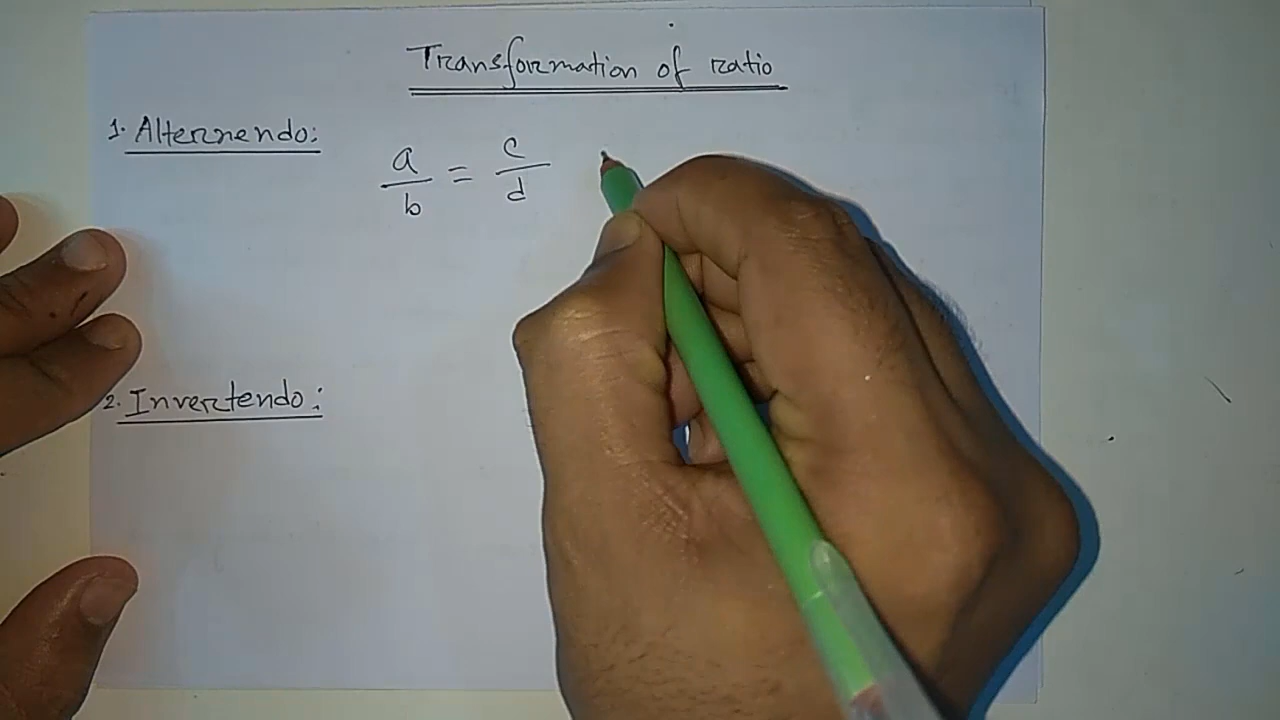 Transformation of ratio
1. Alternendo:
a/b = c/d
2. Invertendo: